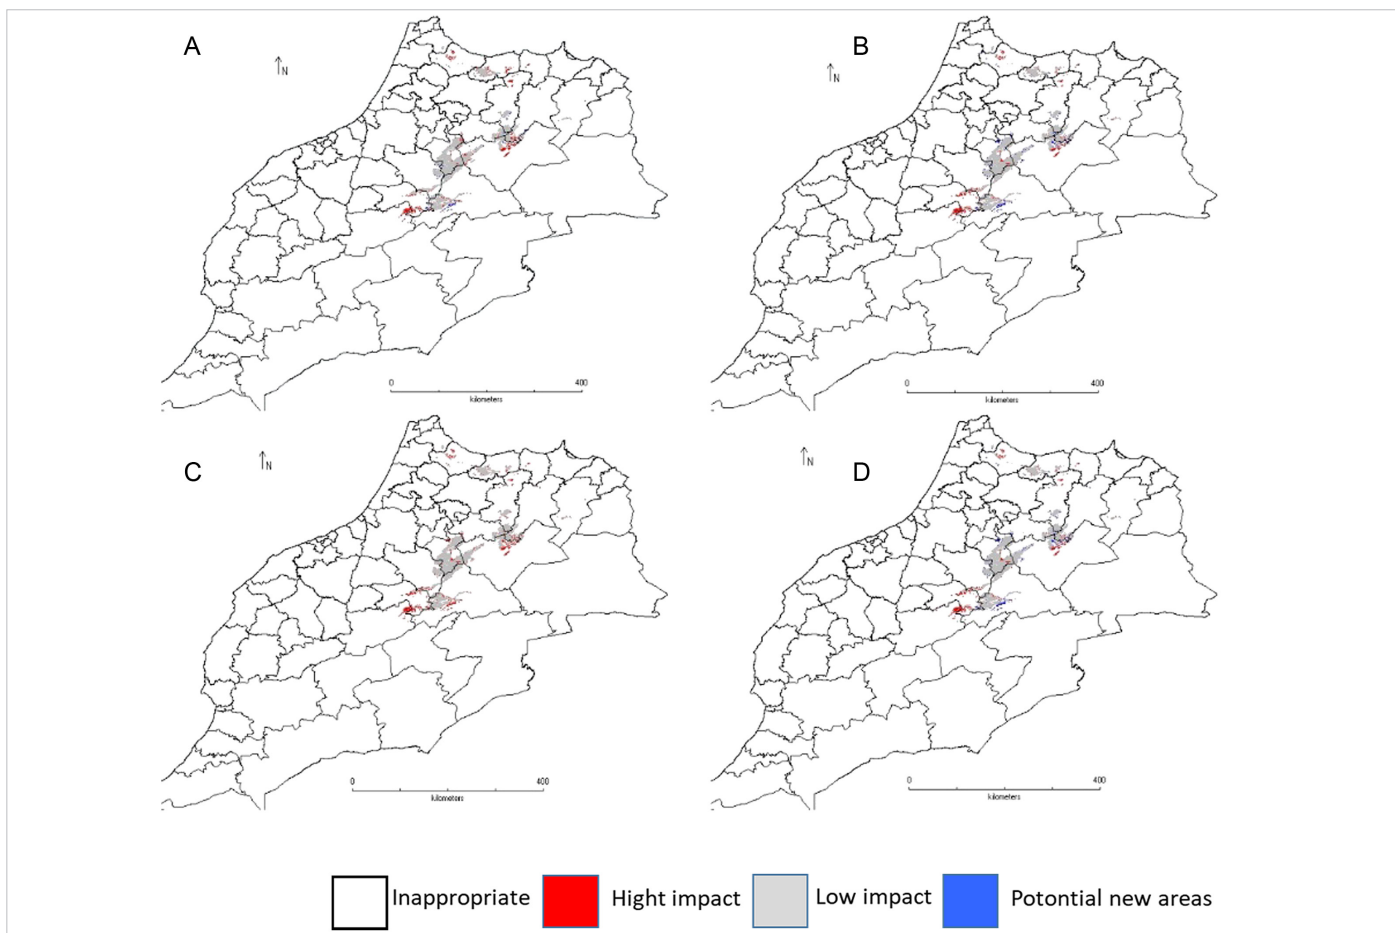 A
B
N
N
0
400
kilometers
0
400
kilometers
C
D
N
N
0
400
kilometers
0
400
kilometers
Inappropriate
Hight impact
Low impact
Potontial new areas